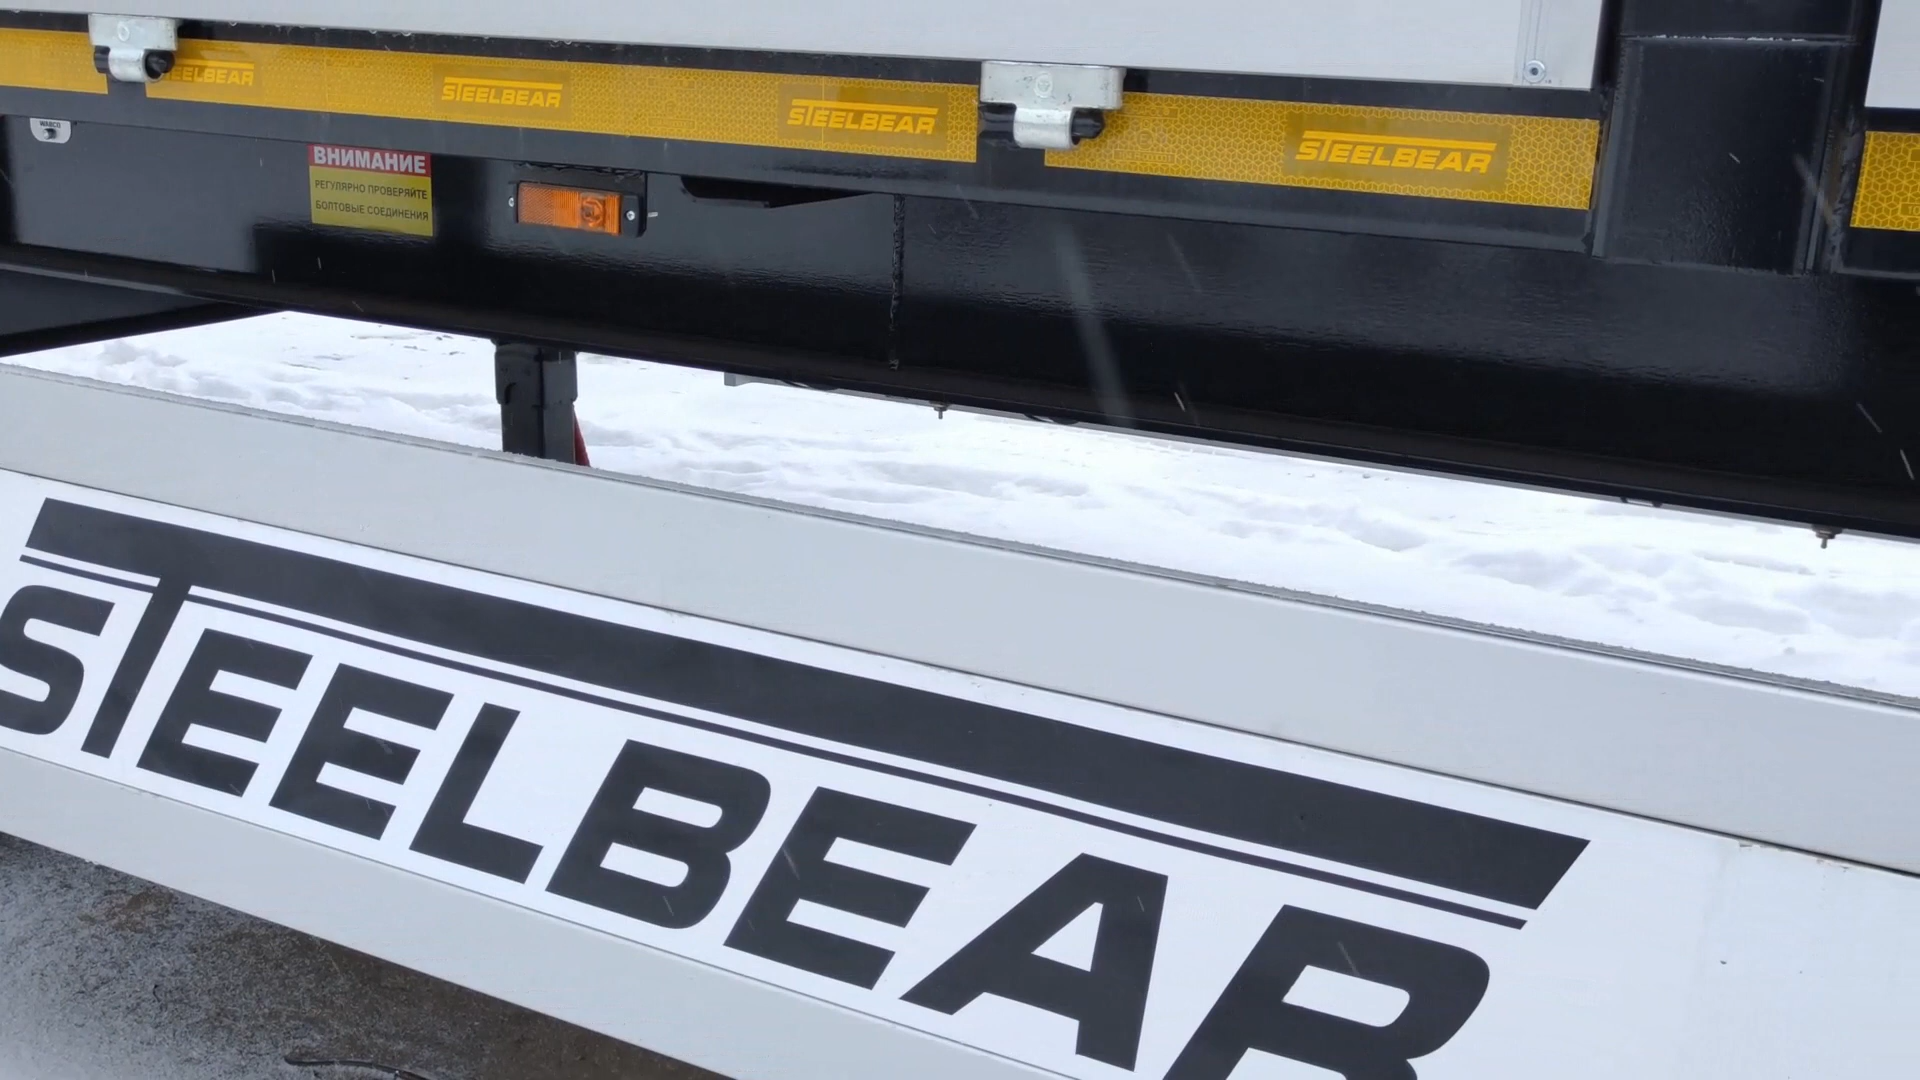 STEELBEAR STEELBEAR STEELBEAR STEELBEAR
WABCO
ВНИМАНИЕ
РЕГУЛЯРНО ПРОВЕРЯЙТЕ
БОЛТОВЫЕ СОЕДИНЕНИЯ
STEELBEAR